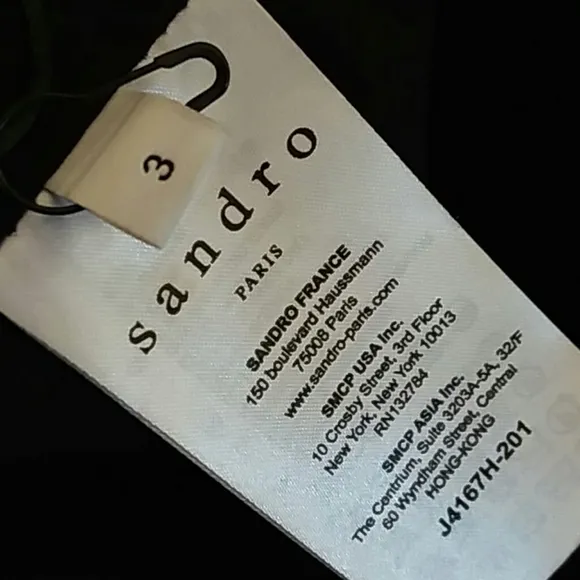 3
sandro
PARIS
SANDRO FRANCE
150 boulevard Haussmann
75008 Paris
www.sandro-paris.com
SMCP USA Inc.
10 Crosby Street, 3rd Floor
New York, New York 10013
RN132784
SMCP ASIA Inc.
The Centrium, Suite 3203A-5A, 32/F
60 Wyndham Street, Central
HONG-KONG
J4167H-201